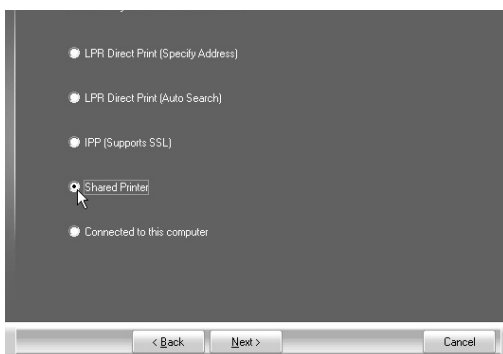 LPR Direct Print (Specify Address)
LPR Direct Print (Auto Search)
IPP (Supports SSL)
Shared Printer
Connected to this computer
< Back Next > Cancel